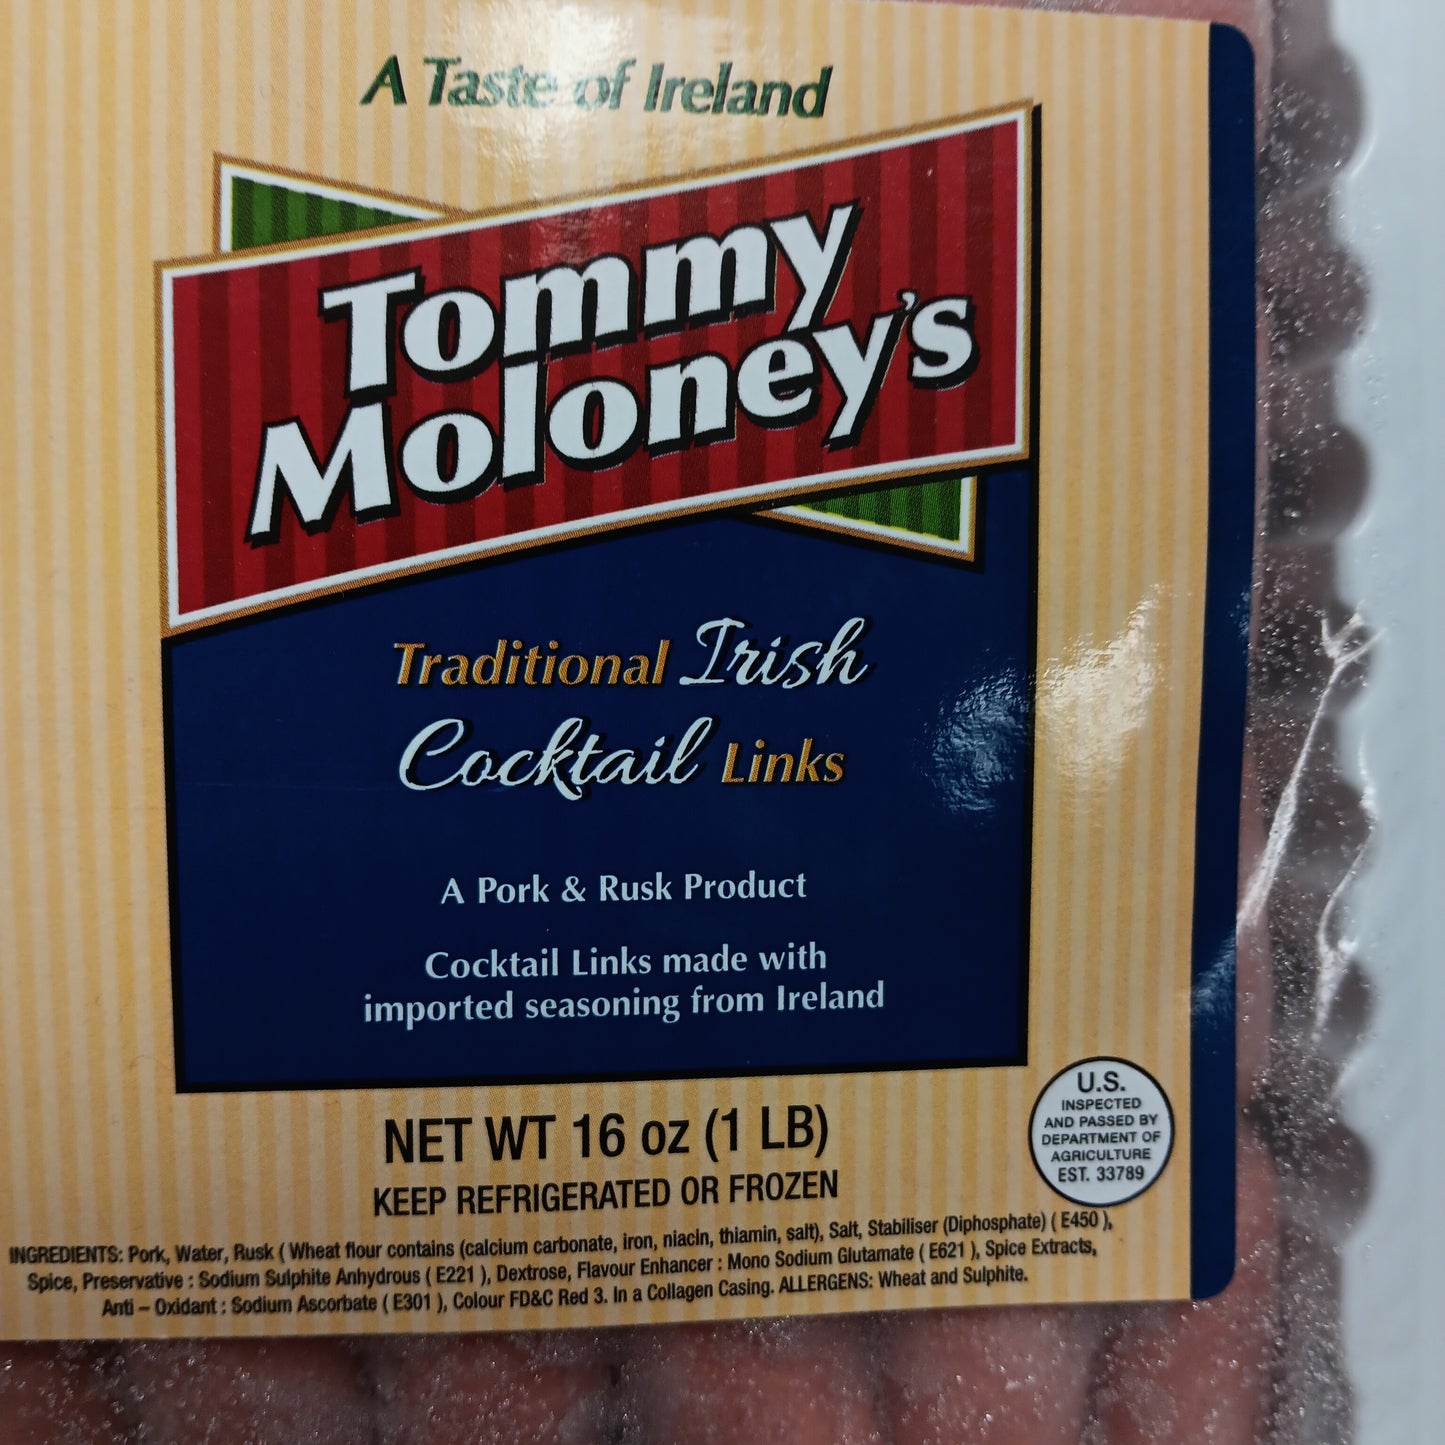 A Taste of Ireland
Tommy
Moloney's
Traditional Irish
Cocktail Links
A Pork & Rusk Product
Cocktail Links made with
imported seasoning from Ireland
NET WT 16 oz (1 LB)
KEEP REFRIGERATED OR FROZEN
U.S.
INSPECTED
AND PASSED BY
DEPARTMENT OF
AGRICULTURE
EST. 33789
INGREDIENTS: Pork, Water, Rusk ( Wheat flour contains (calcium carbonate, iron, niacin, thiamin, salt), Salt, Stabiliser (Diphosphate) ( E450 ),
Spice, Preservative : Sodium Sulphite Anhydrous ( E221 ), Dextrose, Flavour Enhancer : Mono Sodium Glutamate ( E621 ), Spice Extracts,
Anti – Oxidant : Sodium Ascorbate ( E301 ), Colour FD&C Red 3. In a Collagen Casing. ALLERGENS: Wheat and Sulphite.